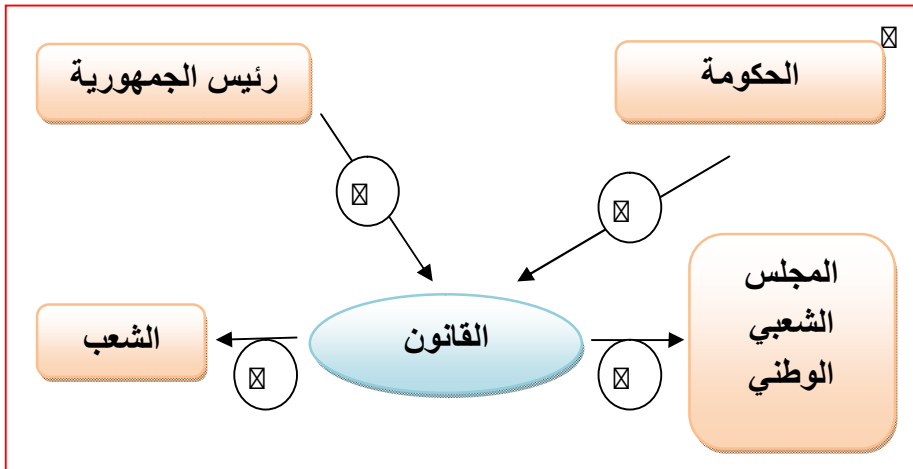 الحكومة
رئيس الجمهورية
المجلس
الشعبي
الوطني
القانون
الشعب